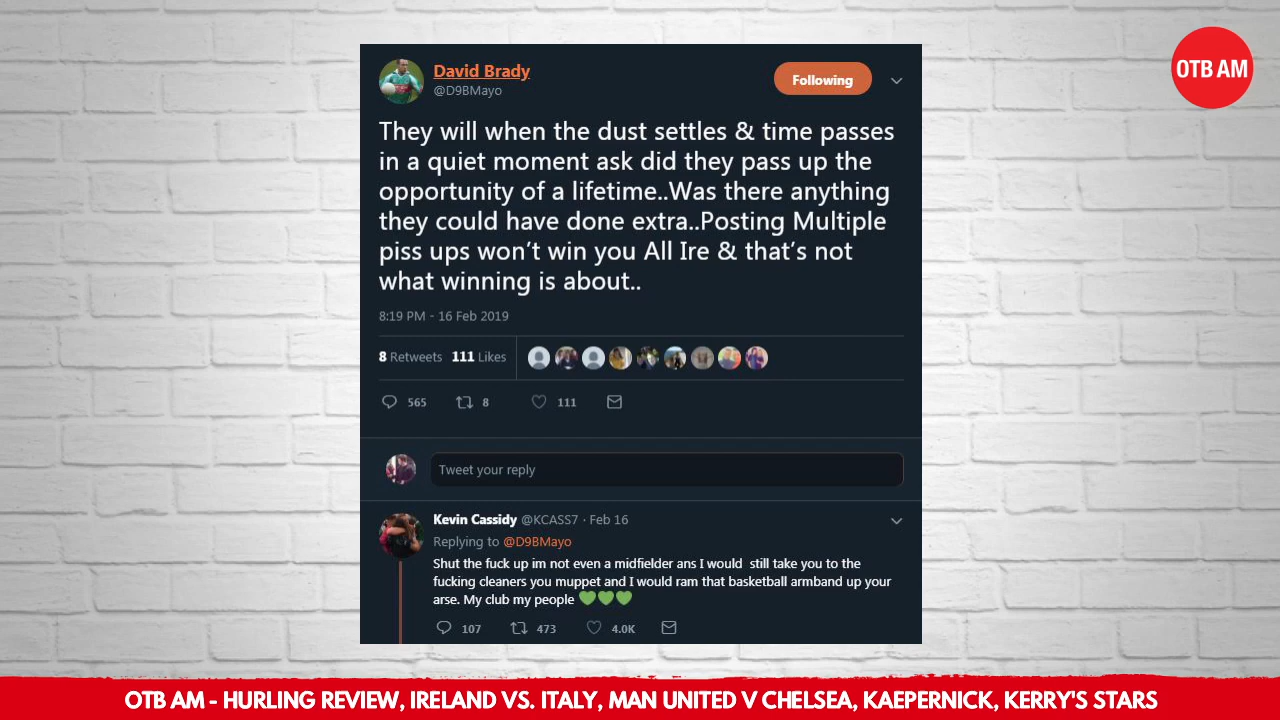 OTB AM
David Brady
@D9BMayo
Following
They will when the dust settles & time passes
in a quiet moment ask did they pass up the
opportunity of a lifetime..Was there anything
they could have done extra..Posting Multiple
piss ups won’t win you All Ire & that’s not
what winning is about..
8:19 PM - 16 Feb 2019
8 Retweets 111 Likes
565 8 111
Tweet your reply
Kevin Cassidy @KCASS7 · Feb 16
Replying to @D9BMayo
Shut the fuck up im not even a midfielder ans I would still take you to the
fucking cleaners you muppet and I would ram that basketball armband up your
arse. My club my people 💚💚💚
107 473 4.0K
OTB AM - HURLING REVIEW, IRELAND VS. ITALY, MAN UNITED V CHELSEA, KAEPERNICK, KERRY'S STARS